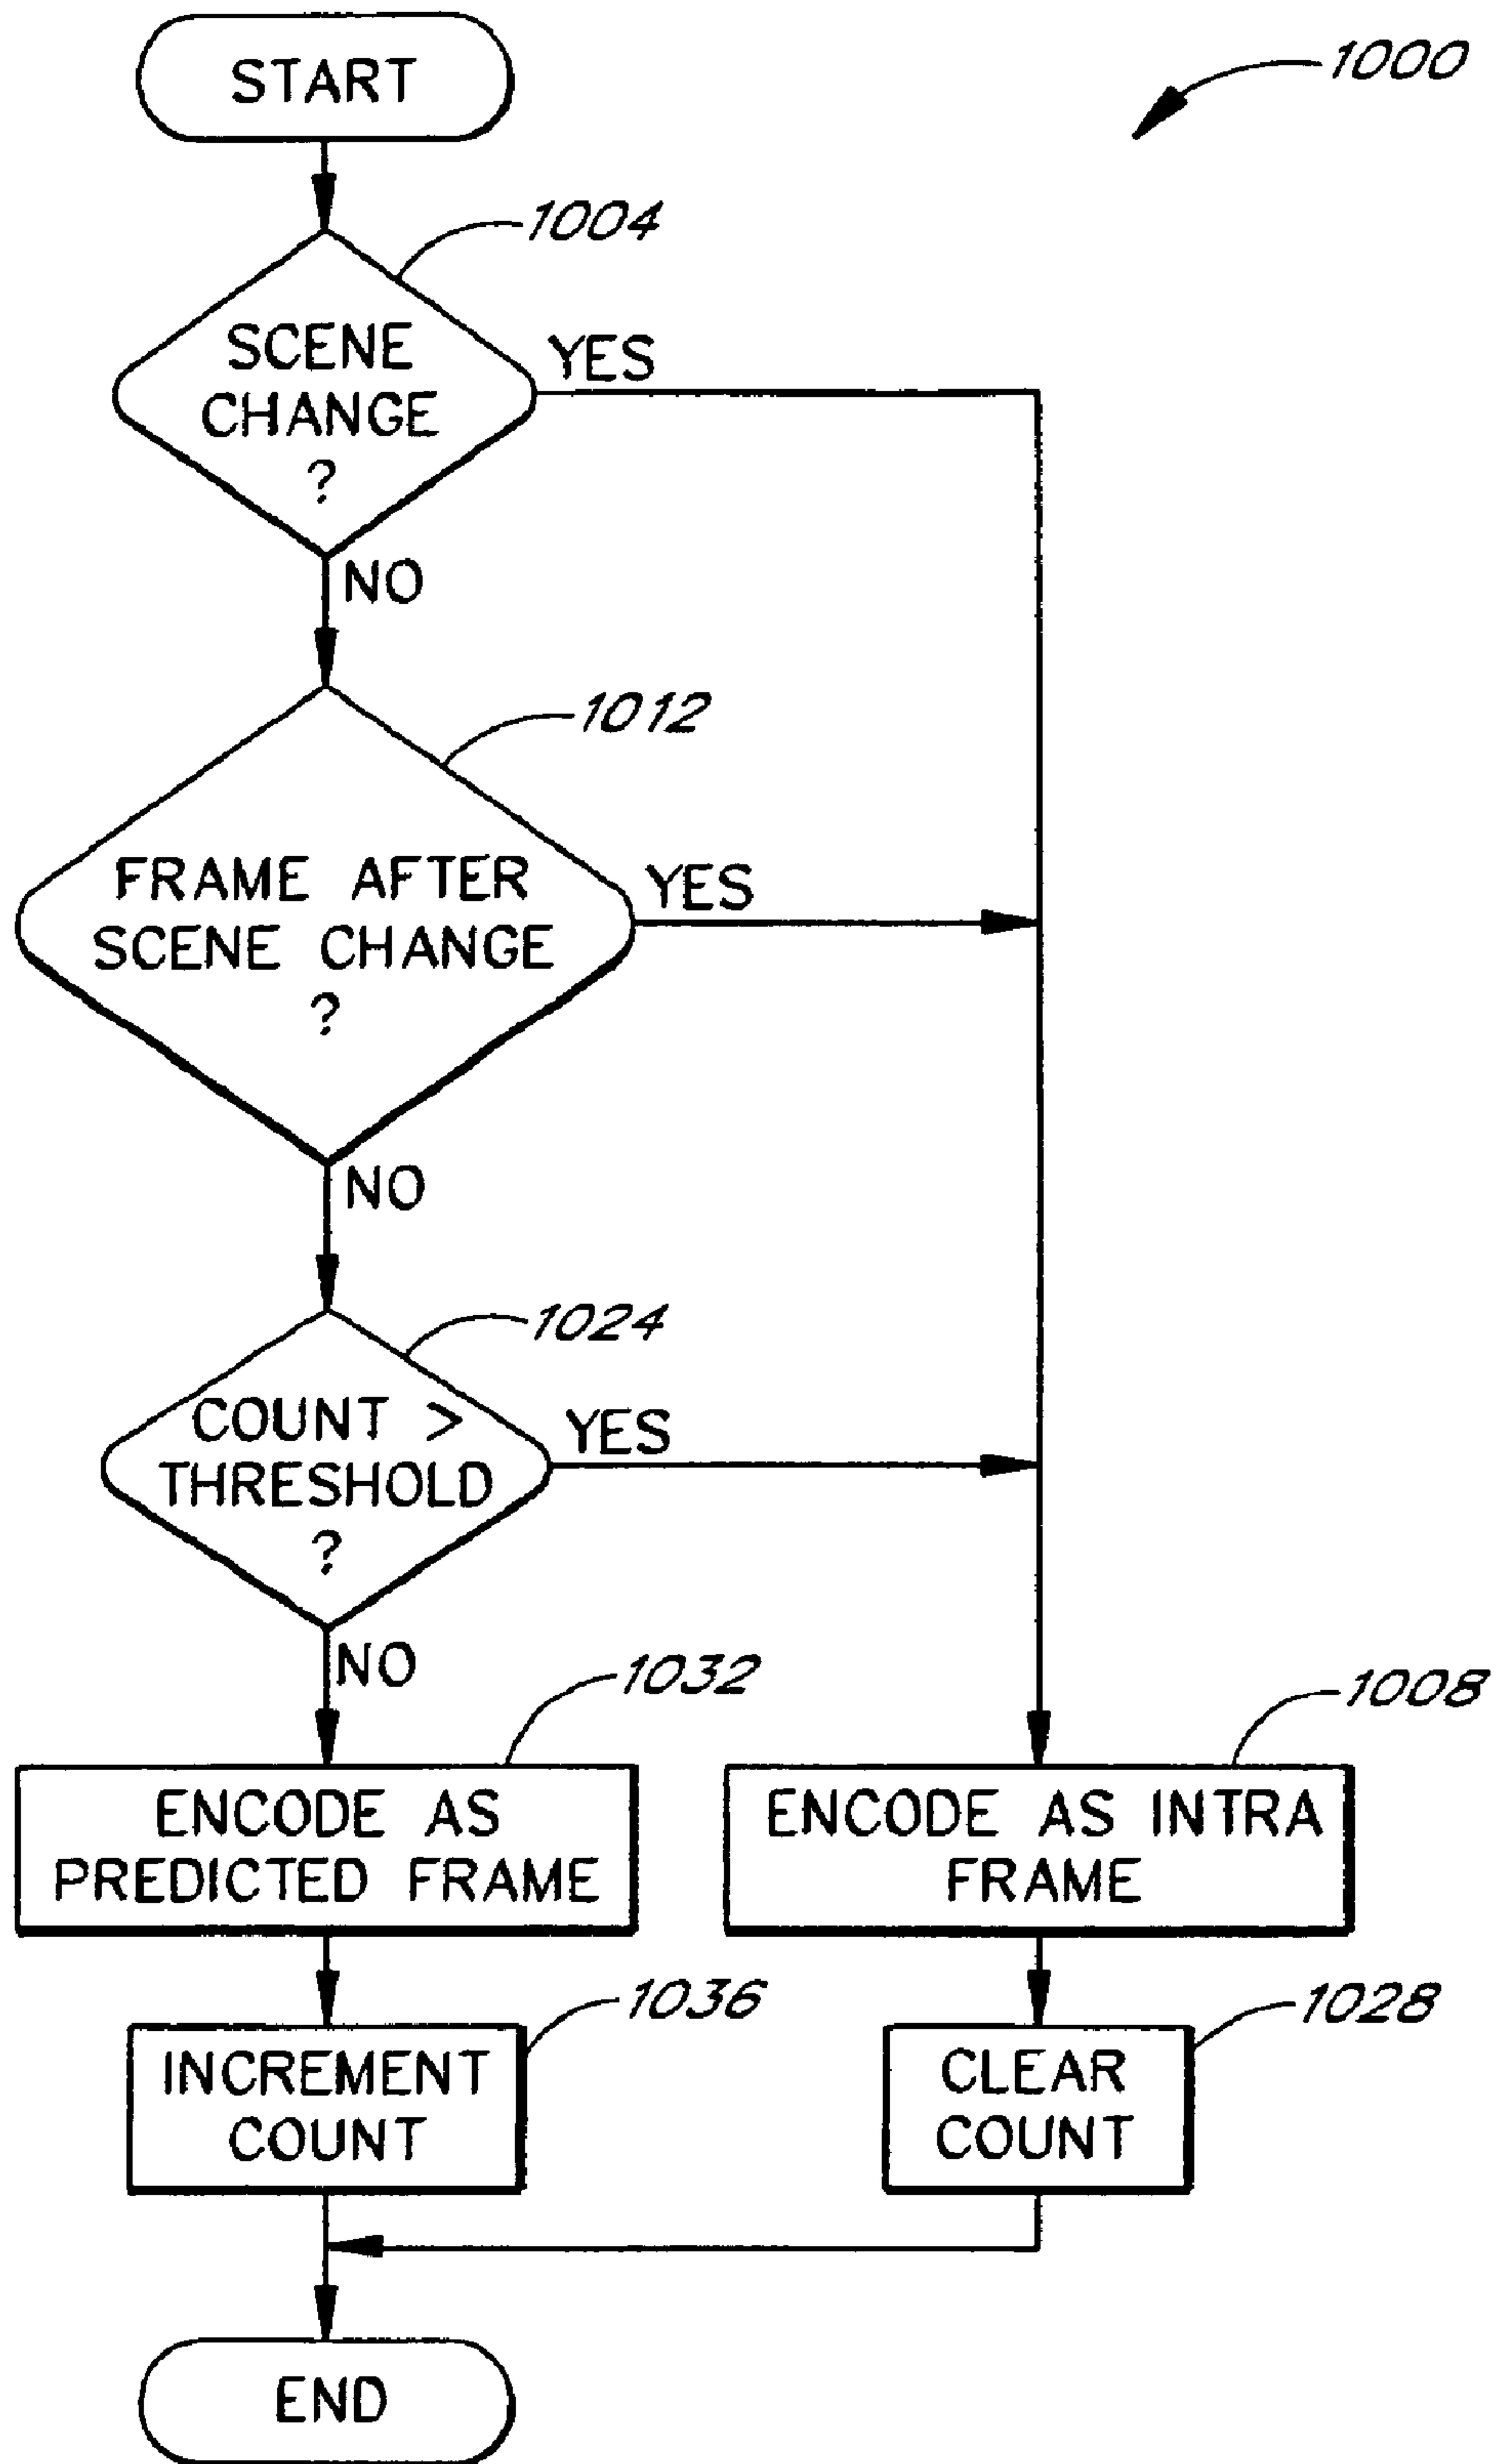 START
1000
1004
SCENE
CHANGE
?
YES
NO
1012
FRAME AFTER
SCENE CHANGE
?
YES
NO
1024
COUNT >
THRESHOLD
?
YES
NO
1032
ENCODE AS
PREDICTED FRAME
1008
ENCODE AS INTRA
FRAME
1036
INCREMENT
COUNT
1028
CLEAR
COUNT
END